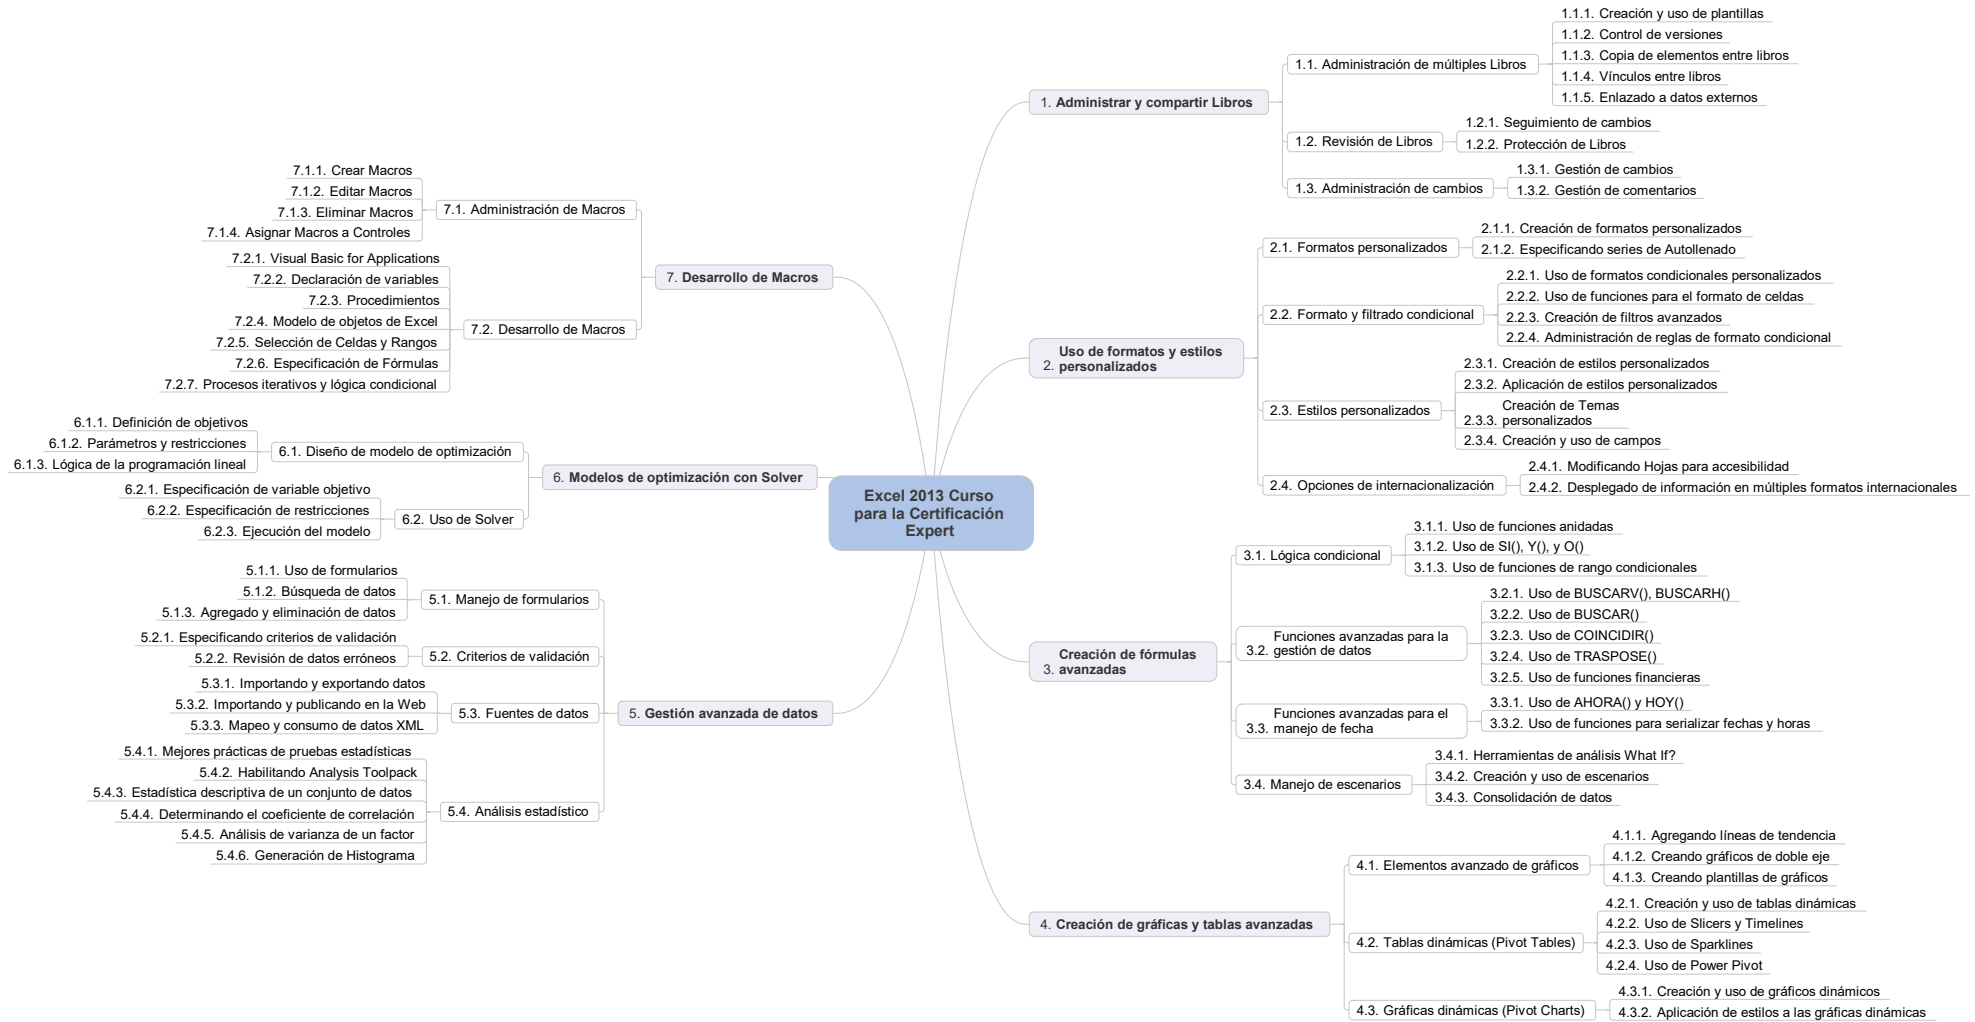 Excel 2013 Curso
para la Certificación
Expert
1. Administrar y compartir Libros
1.1. Administración de múltiples Libros
1.1.1. Creación y uso de plantillas
1.1.2. Control de versiones
1.1.3. Copia de elementos entre libros
1.1.4. Vínculos entre libros
1.1.5. Enlazado a datos externos
1.2. Revisión de Libros
1.2.1. Seguimiento de cambios
1.2.2. Protección de Libros
1.3. Administración de cambios
1.3.1. Gestión de cambios
1.3.2. Gestión de comentarios
2. Uso de formatos y estilos
personalizados
2.1. Formatos personalizados
2.1.1. Creación de formatos personalizados
2.1.2. Especificando series de Autollenado
2.2. Formato y filtrado condicional
2.2.1. Uso de formatos condicionales personalizados
2.2.2. Uso de funciones para el formato de celdas
2.2.3. Creación de filtros avanzados
2.2.4. Administración de reglas de formato condicional
2.3. Estilos personalizados
2.3.1. Creación de estilos personalizados
2.3.2. Aplicación de estilos personalizados
2.3.3. Creación de Temas
personalizados
2.3.4. Creación y uso de campos
2.4. Opciones de internacionalización
2.4.1. Modificando Hojas para accesibilidad
2.4.2. Desplegado de información en múltiples formatos internacionales
3. Creación de fórmulas
avanzadas
3.1. Lógica condicional
3.1.1. Uso de funciones anidadas
3.1.2. Uso de SI(), Y(), y O()
3.1.3. Uso de funciones de rango condicionales
3.2. Funciones avanzadas para la
gestión de datos
3.2.1. Uso de BUSCARV(), BUSCARH()
3.2.2. Uso de BUSCAR()
3.2.3. Uso de COINCIDIR()
3.2.4. Uso de TRASPOSE()
3.2.5. Uso de funciones financieras
3.3. Funciones avanzadas para el
manejo de fecha
3.3.1. Uso de AHORA() y HOY()
3.3.2. Uso de funciones para serializar fechas y horas
3.4. Manejo de escenarios
3.4.1. Herramientas de análisis What If?
3.4.2. Creación y uso de escenarios
3.4.3. Consolidación de datos
4. Creación de gráficas y tablas avanzadas
4.1. Elementos avanzado de gráficos
4.1.1. Agregando líneas de tendencia
4.1.2. Creando gráficos de doble eje
4.1.3. Creando plantillas de gráficos
4.2. Tablas dinámicas (Pivot Tables)
4.2.1. Creación y uso de tablas dinámicas
4.2.2. Uso de Slicers y Timelines
4.2.3. Uso de Sparklines
4.2.4. Uso de Power Pivot
4.3. Gráficas dinámicas (Pivot Charts)
4.3.1. Creación y uso de gráficos dinámicos
4.3.2. Aplicación de estilos a las gráficas dinámicas
5. Gestión avanzada de datos
5.1. Manejo de formularios
5.1.1. Uso de formularios
5.1.2. Búsqueda de datos
5.1.3. Agregado y eliminación de datos
5.2. Criterios de validación
5.2.1. Especificando criterios de validación
5.2.2. Revisión de datos erróneos
5.3. Fuentes de datos
5.3.1. Importando y exportando datos
5.3.2. Importando y publicando en la Web
5.3.3. Mapeo y consumo de datos XML
5.4. Análisis estadístico
5.4.1. Mejores prácticas de pruebas estadísticas
5.4.2. Habilitando Analysis Toolpack
5.4.3. Estadística descriptiva de un conjunto de datos
5.4.4. Determinando el coeficiente de correlación
5.4.5. Análisis de varianza de un factor
5.4.6. Generación de Histograma
6. Modelos de optimización con Solver
6.1. Diseño de modelo de optimización
6.1.1. Definición de objetivos
6.1.2. Parámetros y restricciones
6.1.3. Lógica de la programación lineal
6.2. Uso de Solver
6.2.1. Especificación de variable objetivo
6.2.2. Especificación de restricciones
6.2.3. Ejecución del modelo
7. Desarrollo de Macros
7.1. Administración de Macros
7.1.1. Crear Macros
7.1.2. Editar Macros
7.1.3. Eliminar Macros
7.1.4. Asignar Macros a Controles
7.2. Desarrollo de Macros
7.2.1. Visual Basic for Applications
7.2.2. Declaración de variables
7.2.3. Procedimientos
7.2.4. Modelo de objetos de Excel
7.2.5. Selección de Celdas y Rangos
7.2.6. Especificación de Fórmulas
7.2.7. Procesos iterativos y lógica condicional